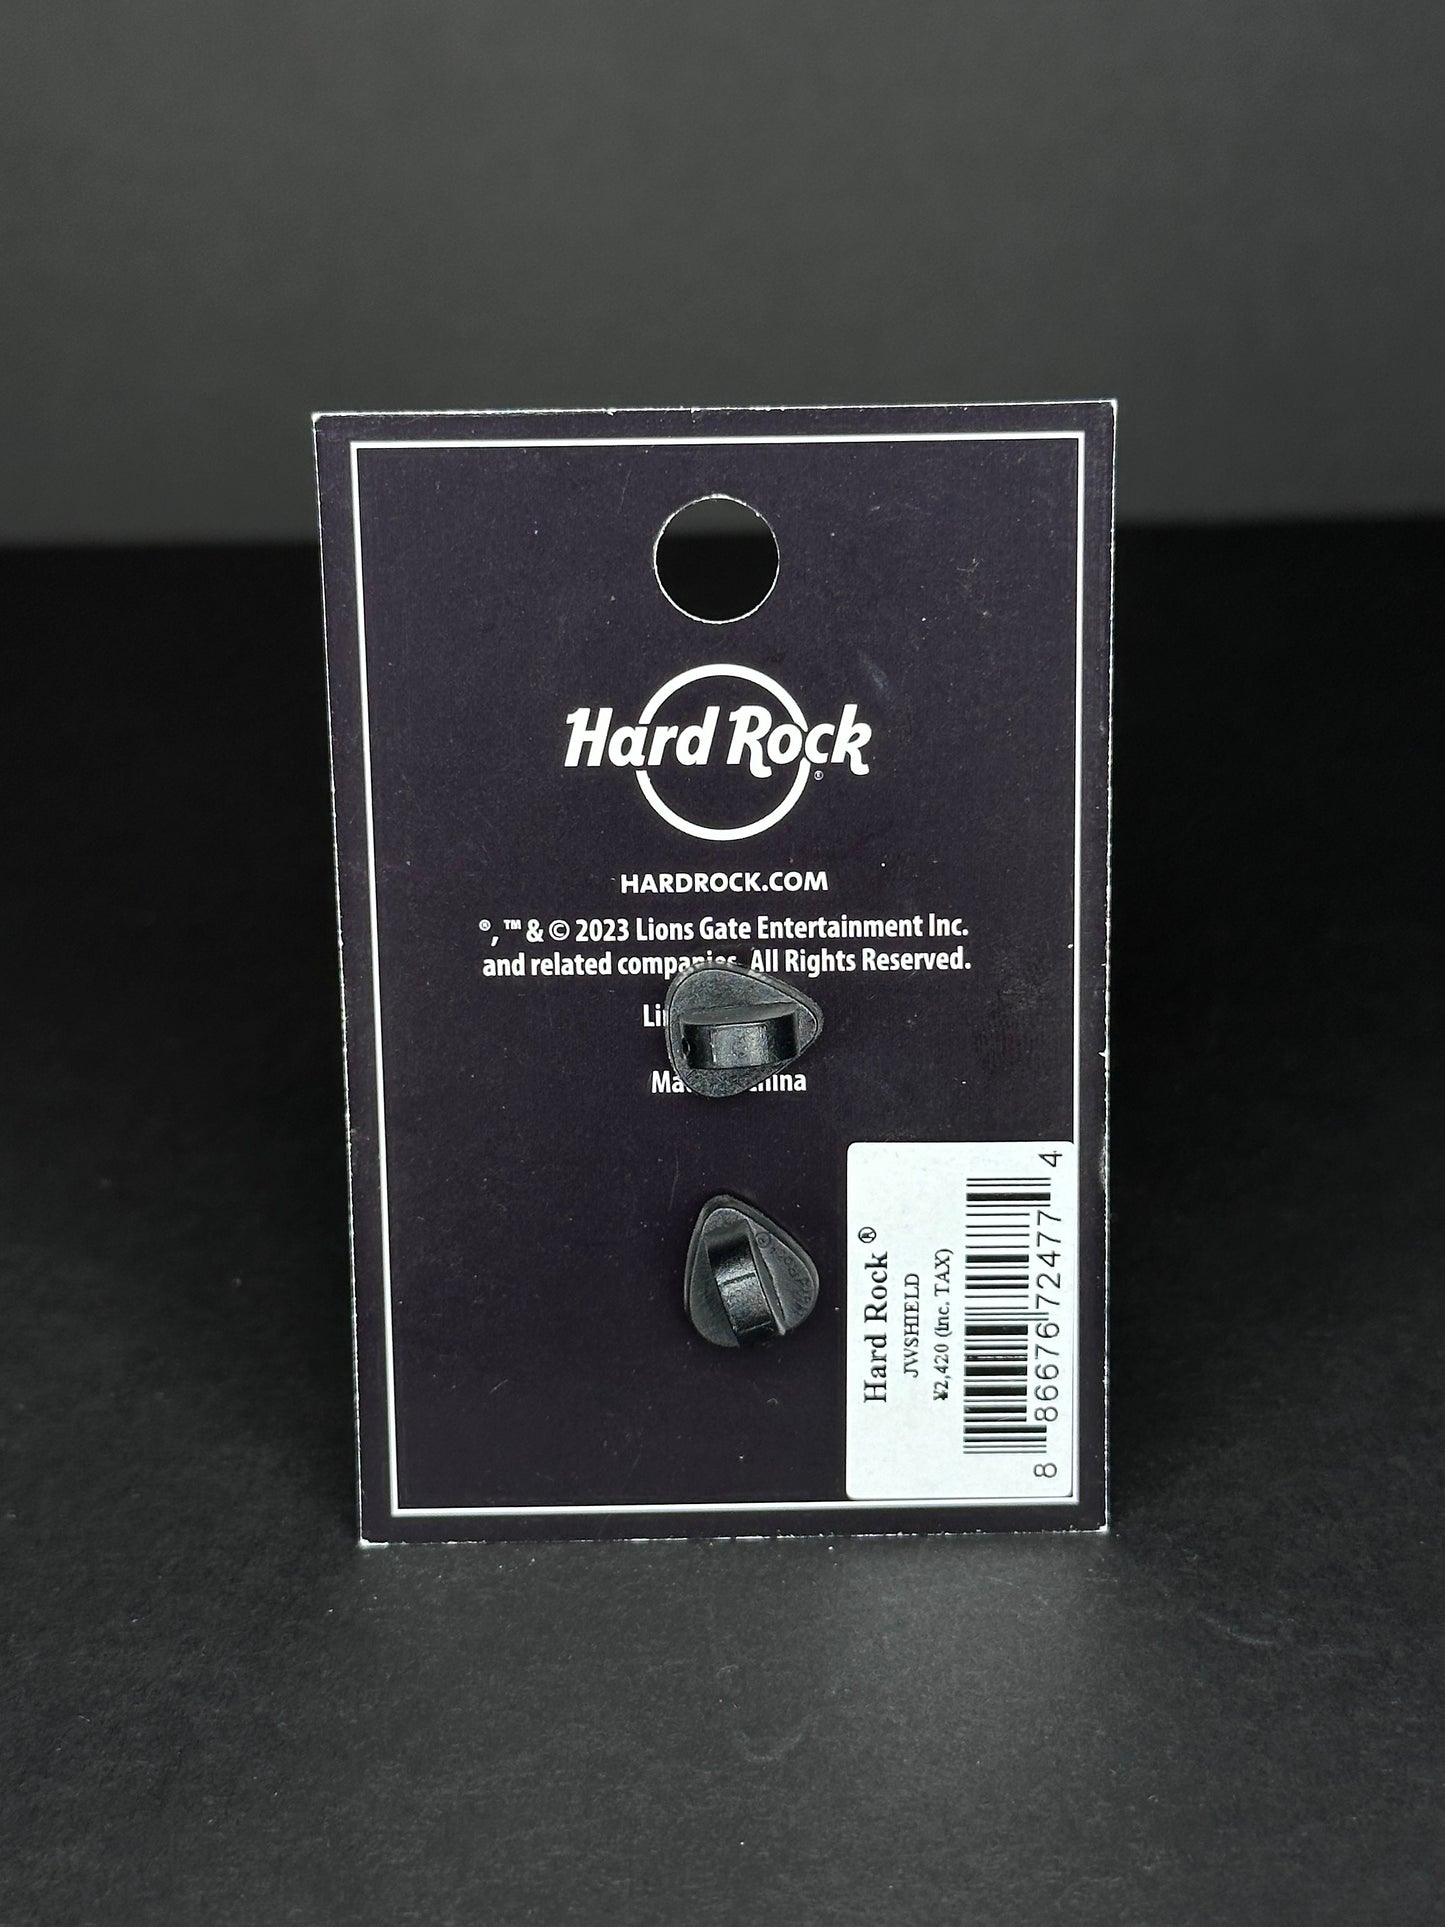 Hard Rock ®
HARDROCK.COM
®, ™ & © 2023 Lions Gate Entertainment Inc.
and related companies. All Rights Reserved.
Hard Rock ®
JWSHIELD
¥2,420 (Inc. TAX)
8 86676 72477 4